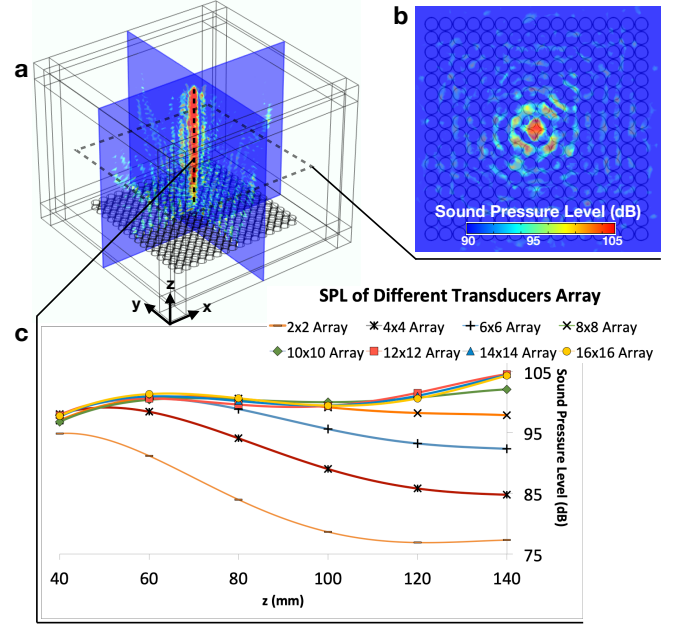 a
b
Sound Pressure Level (dB)
90 95 105
z
y x
c
SPL of Different Transducers Array
2x2 Array 4x4 Array 6x6 Array 8x8 Array
10x10 Array 12x12 Array 14x14 Array 16x16 Array
105
95
85
75
Sound Pressure Level (dB)
40 60 80 100 120 140
z (mm)